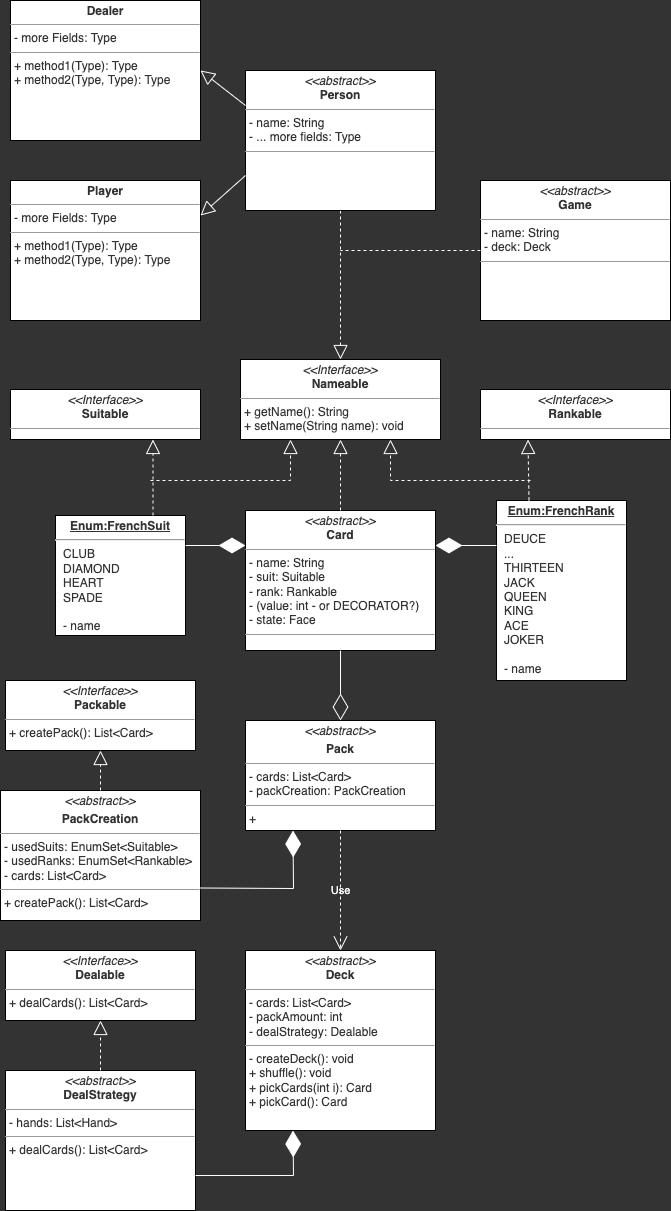 Dealer
- more Fields: Type
+ method1(Type): Type
+ method2(Type, Type): Type
<<abstract>>
Person
- name: String
- ... more fields: Type
Player
- more Fields: Type
+ method1(Type): Type
+ method2(Type, Type): Type
<<abstract>>
Game
- name: String
- deck: Deck
<<Interface>>
Nameable
+ getName(): String
+ setName(String name): void
<<Interface>>
Suitable
<<Interface>>
Rankable
Enum:FrenchSuit
CLUB
DIAMOND
HEART
SPADE
- name
<<abstract>>
Card
- name: String
- suit: Suitable
- rank: Rankable
- (value: int - or DECORATOR?)
- state: Face
Enum:FrenchRank
DEUCE
...
THIRTEEN
JACK
QUEEN
KING
ACE
JOKER
- name
<<Interface>>
Packable
+ createPack(): List<Card>
<<abstract>>
Pack
- cards: List<Card>
- packCreation: PackCreation
+
<<abstract>>
PackCreation
- usedSuits: EnumSet<Suitable>
- usedRanks: EnumSet<Rankable>
- cards: List<Card>
+ createPack(): List<Card>
Use
<<Interface>>
Dealable
+ dealCards(): List<Card>
<<abstract>>
Deck
- cards: List<Card>
- packAmount: int
- dealStrategy: Dealable
- createDeck(): void
+ shuffle(): void
+ pickCards(int i): Card
+ pickCard(): Card
<<abstract>>
DealStrategy
- hands: List<Hand>
+ dealCards(): List<Card>